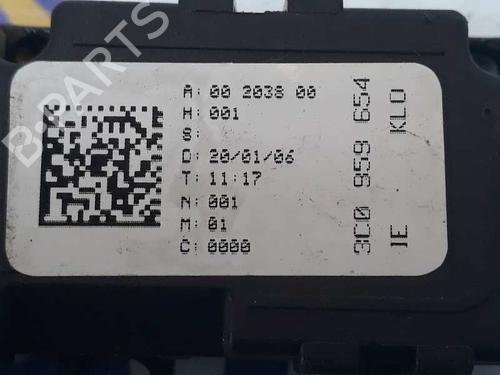 A: 00 2038 00
H: 001
S:
D: 20/01/06
T: 11:17
N: 001
M: 01
C: 0000
3C0 959 654
IE KLO
B-PARTS